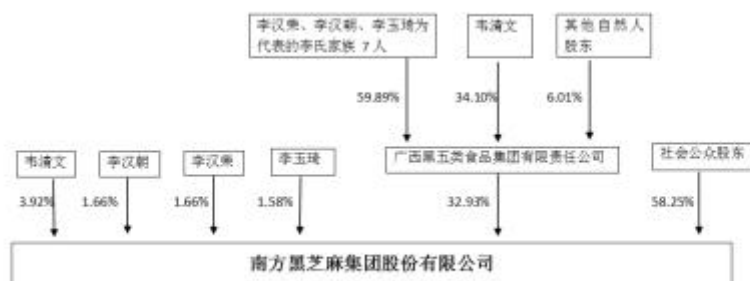 李汉荣、李汉朝、李玉琦为
代表的李氏家族 7 人
韦清文
其他自然人
股东
59.89%
34.10%
6.01%
韦清文
李汉朝
李汉荣
李玉琦
广西黑五类食品集团有限责任公司
社会公众股东
3.92%
1.66%
1.66%
1.58%
32.93%
58.25%
南方黑芝麻集团股份有限公司